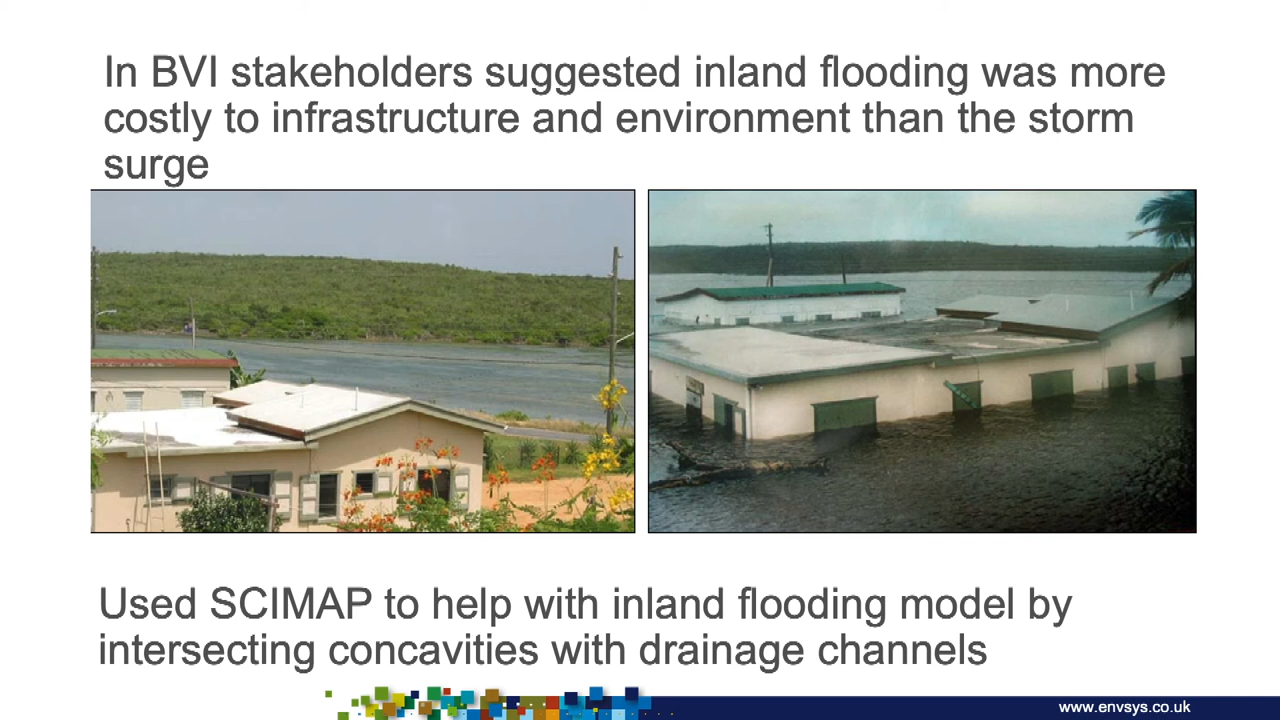 In BVI stakeholders suggested inland flooding was more
costly to infrastructure and environment than the storm
surge
Used SCIMAP to help with inland flooding model by
intersecting concavities with drainage channels
www.envsys.co.uk